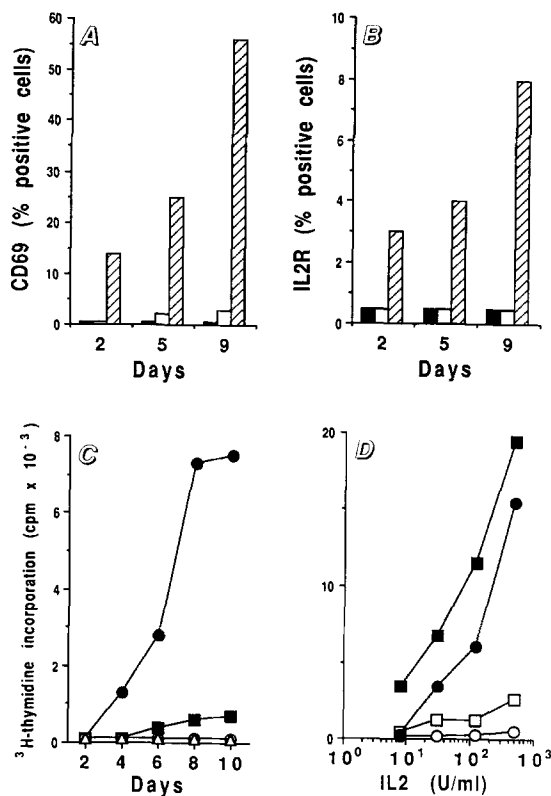 A
CD69 (% positive cells)
60
50
40
30
20
10
0
2 5 9
Days
B
IL2R (% positive cells)
10
8
6
4
2
0
2 5 9
Days
C
³H-thymidine incorporation (cpm x 10⁻³)
8
6
4
2
0
2 4 6 8 10
Days
D
20
10
0
10⁰ 10¹ 10² 10³
IL2 (U/ml)